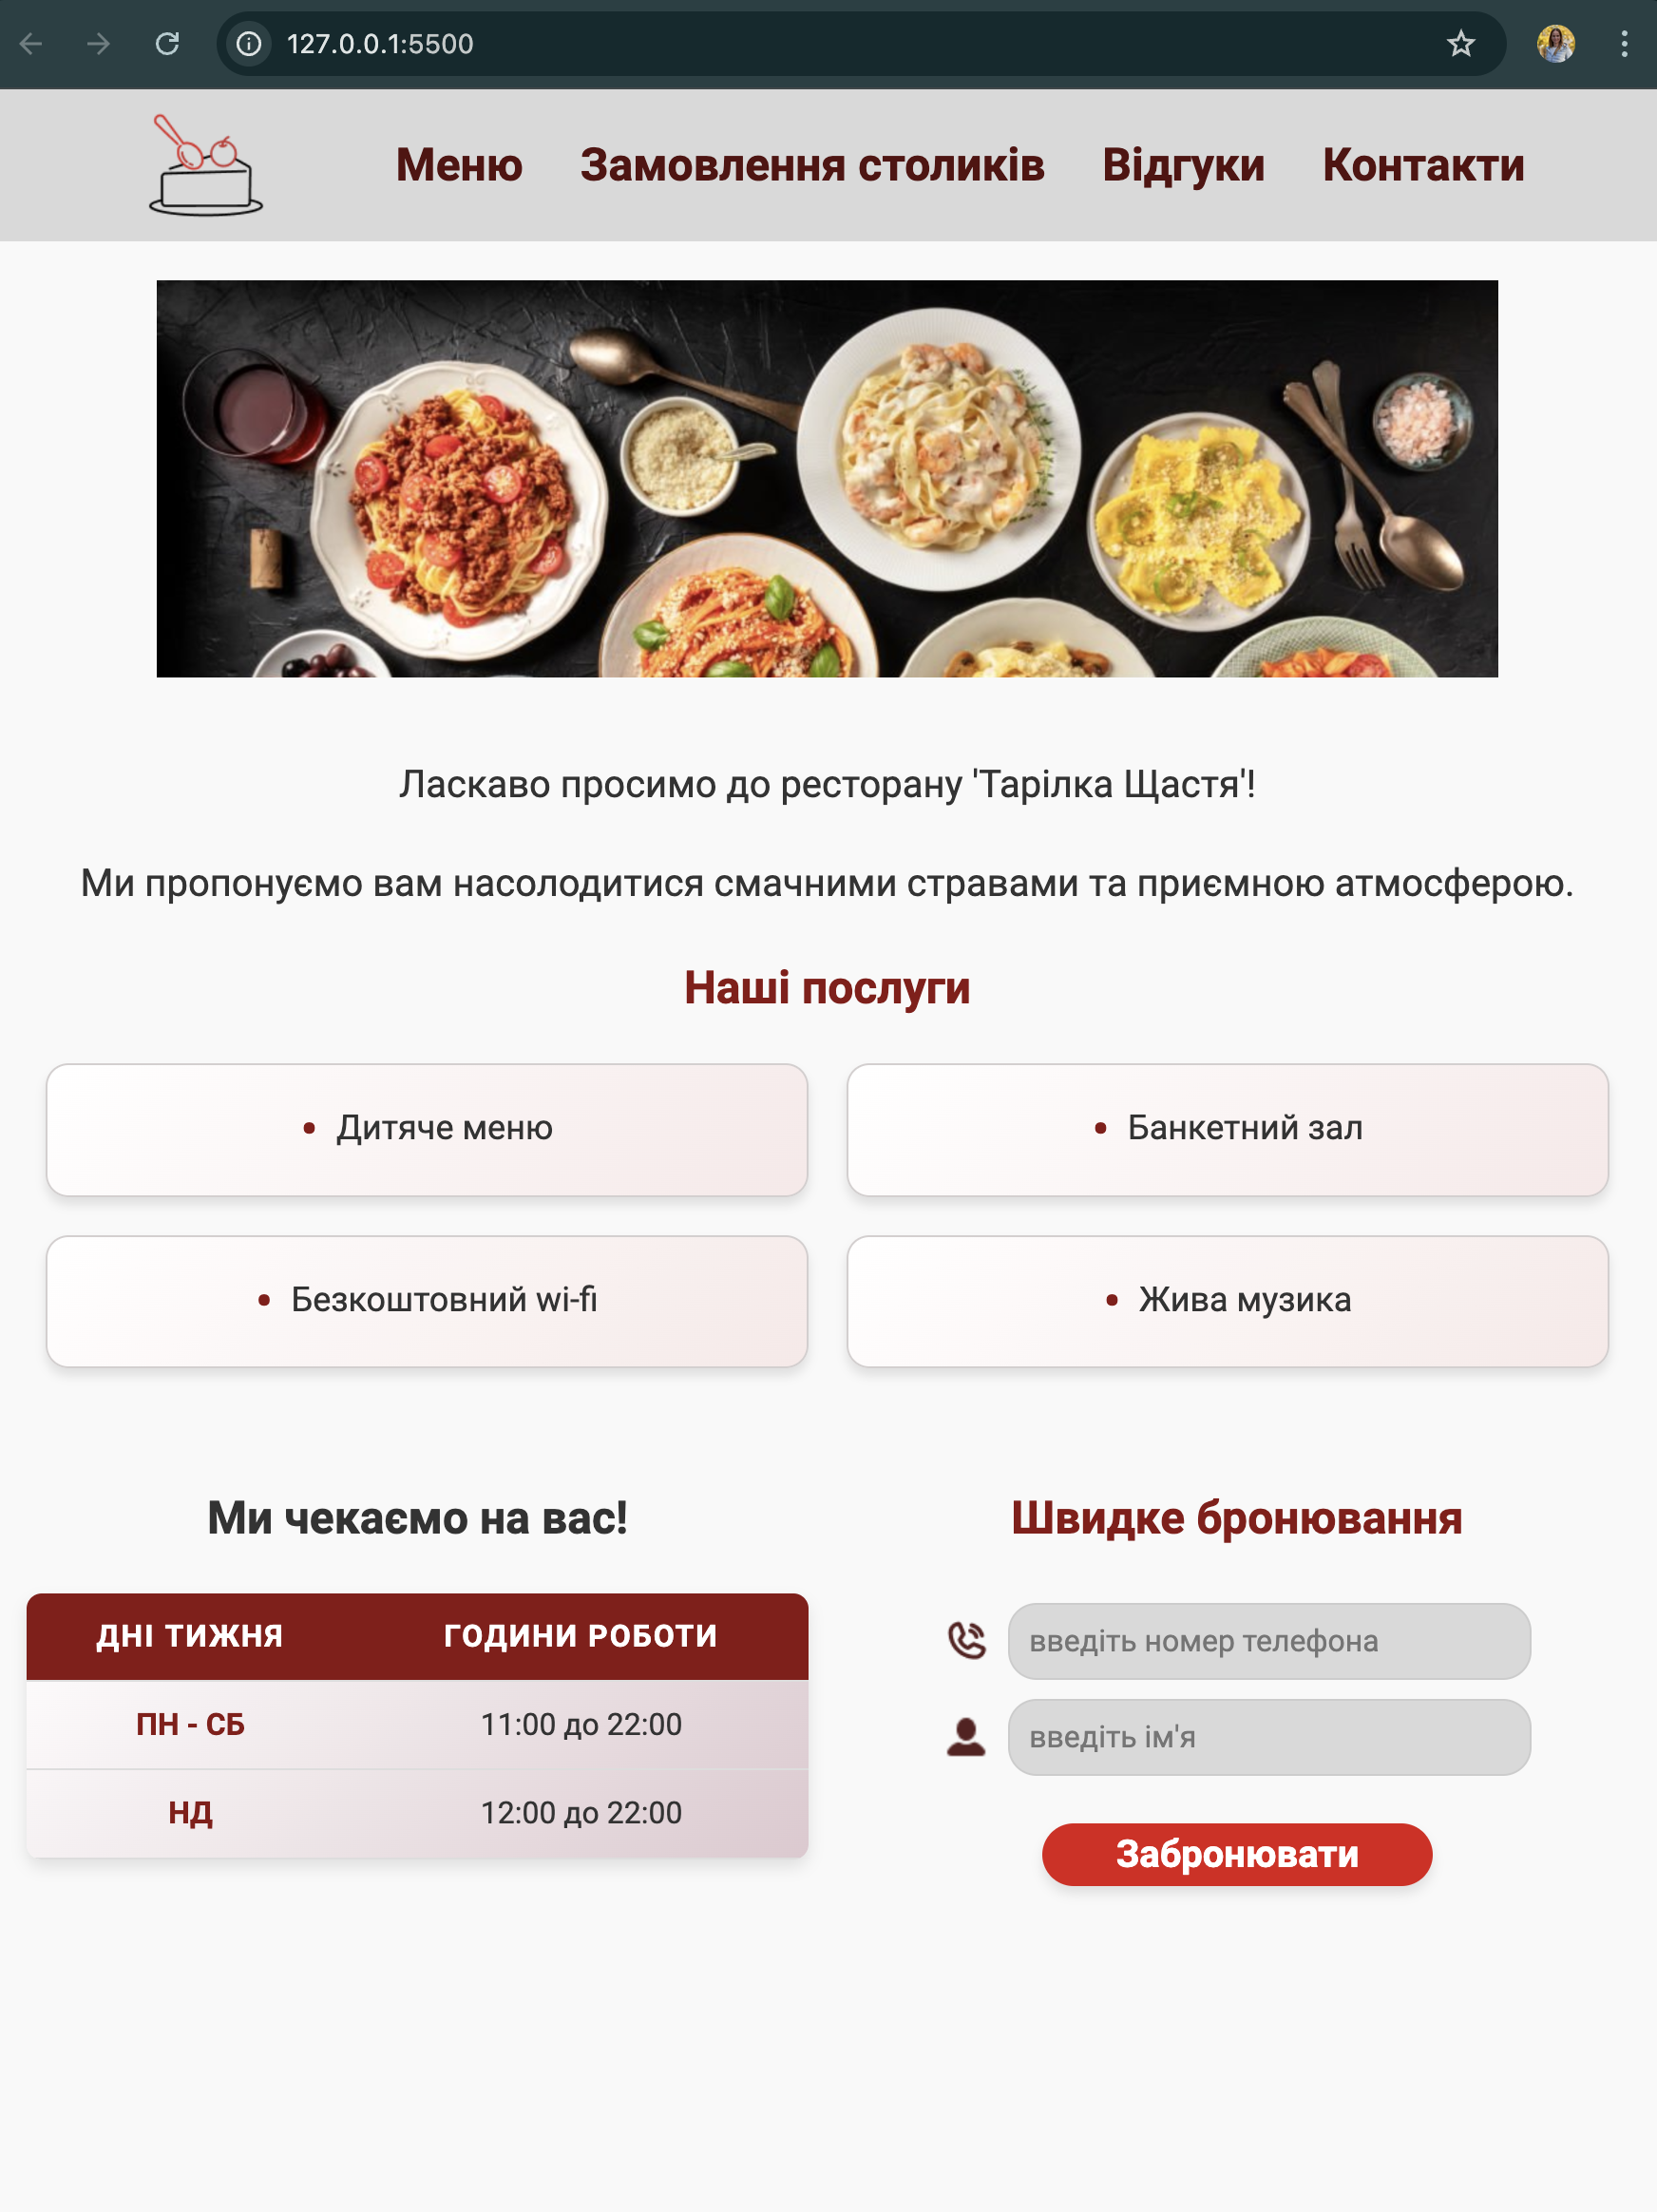 127.0.0.1:5500
Меню Замовлення столиків Відгуки Контакти
Ласкаво просимо до ресторану 'Тарілка Щастя'!
Ми пропонуємо вам насолодитися смачними стравами та приємною атмосферою.
Наші послуги
• Дитяче меню
• Банкетний зал
• Безкоштовний wi-fi
• Жива музика
Ми чекаємо на вас!
ДНІ ТИЖНЯ ГОДИНИ РОБОТИ
ПН - СБ 11:00 до 22:00
НД 12:00 до 22:00
Швидке бронювання
введіть номер телефона
введіть ім'я
Забронювати